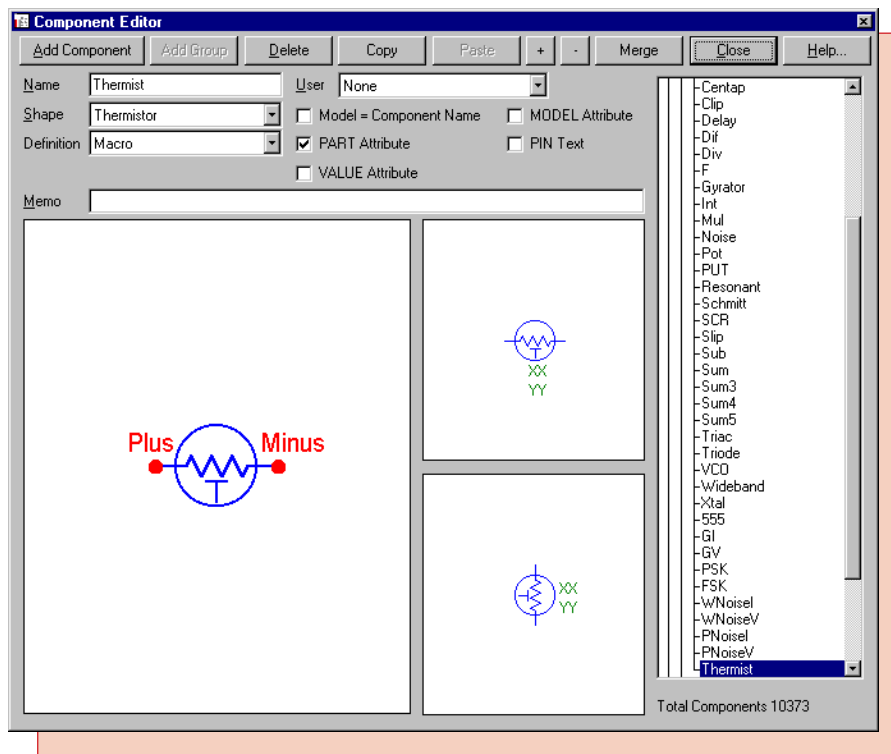 Component Editor
Add Component Add Group Delete Copy Paste + - Merge Close Help...
Name Thermist User None
Shape Thermistor Model = Component Name MODEL Attribute
Definition Macro PART Attribute PIN Text
VALUE Attribute
Memo
Plus Minus
T
XX
YY
XX
YY
Centap
Clip
Delay
Dif
Div
F
Gyrator
Int
Mul
Noise
Pot
PUT
Resonant
Schmitt
SCR
Slip
Sub
Sum
Sum3
Sum4
Sum5
Triac
Triode
VCO
Wideband
Xtal
555
GI
GV
PSK
FSK
WNoiseI
WNoiseV
PNoiseI
PNoiseV
Thermist
Total Components 10373